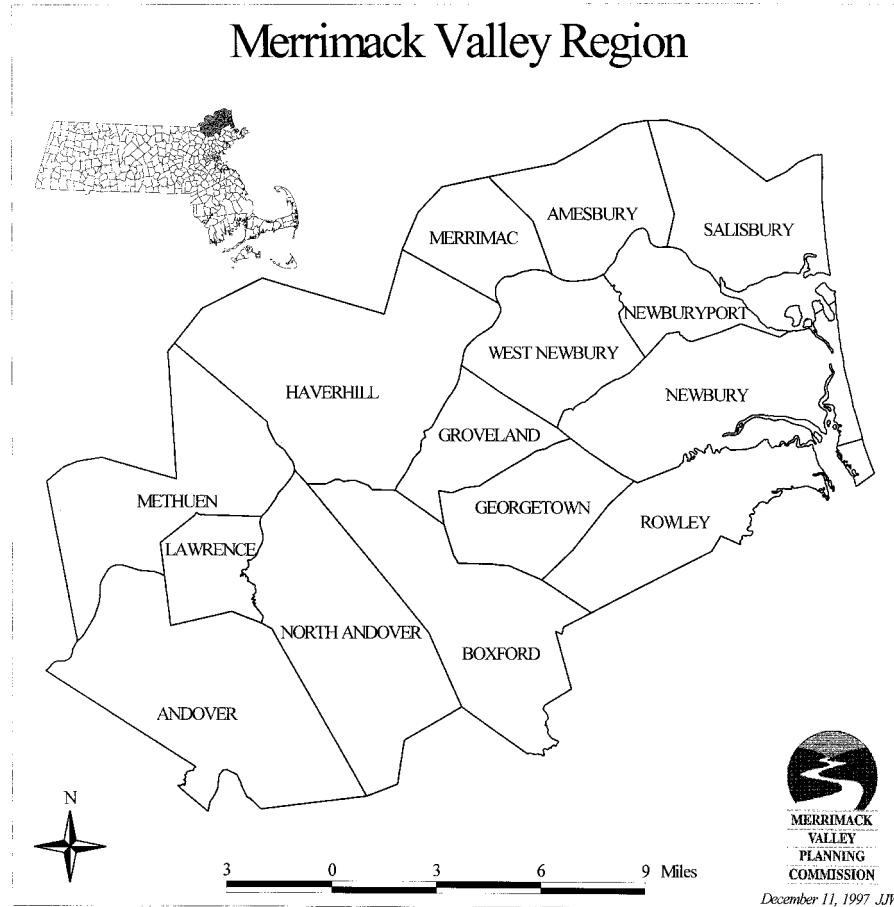 Merrimack Valley Region
AMESBURY
MERRIMAC
SALISBURY
NEWBURYPORT
WEST NEWBURY
HAVERHILL
NEWBURY
GROVELAND
METHUEN
GEORGETOWN
ROWLEY
LAWRENCE
NORTH ANDOVER
BOXFORD
ANDOVER
N
3 0 3 6 9 Miles
MERRIMACK
VALLEY
PLANNING
COMMISSION
December 11, 1997